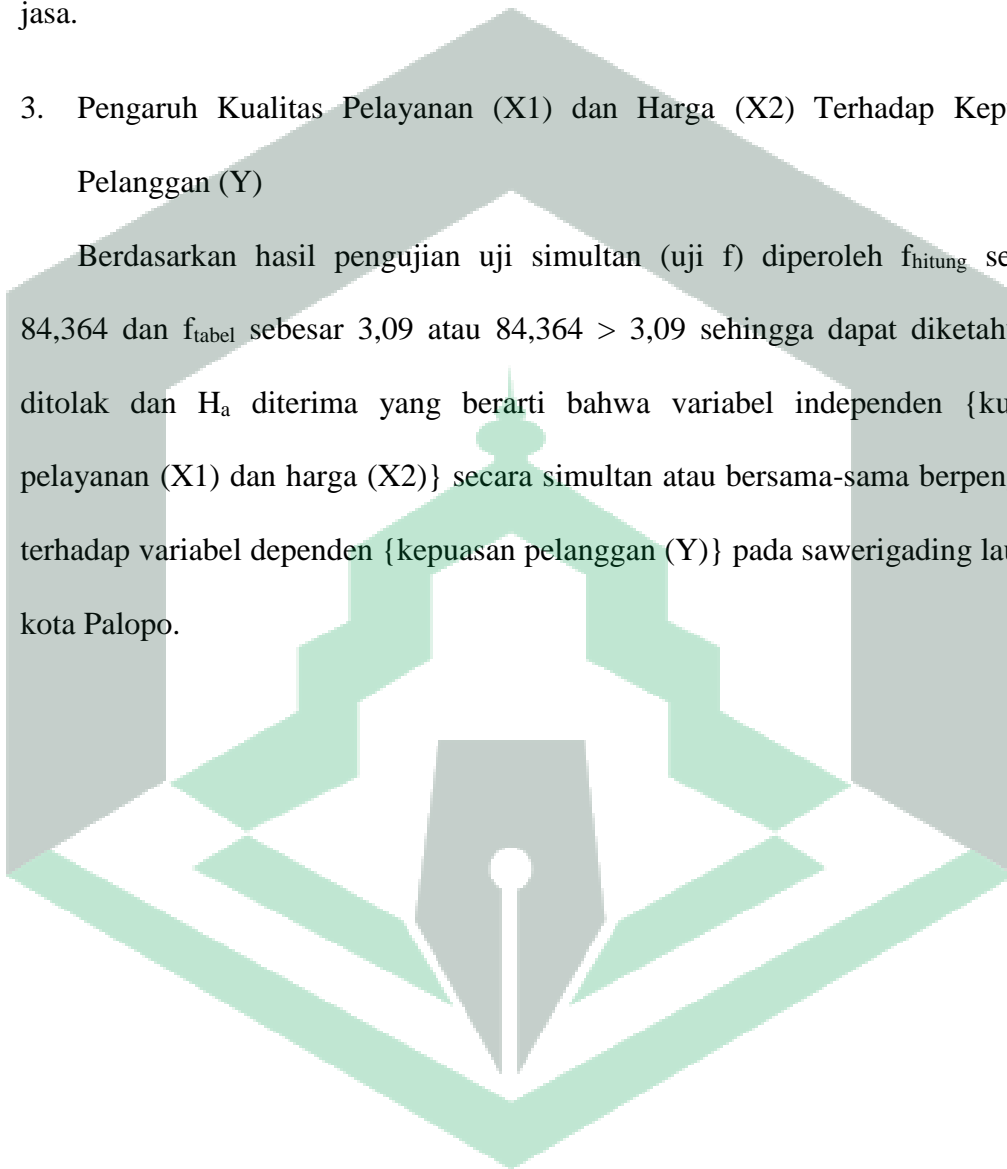 jasa.
3. Pengaruh Kualitas Pelayanan (X1) dan Harga (X2) Terhadap Kep
Pelanggan (Y)
Berdasarkan hasil pengujian uji simultan (uji f) diperoleh fhitung se
84,364 dan ftabel sebesar 3,09 atau 84,364 > 3,09 sehingga dapat diketah
ditolak dan Ha diterima yang berarti bahwa variabel independen {ku
pelayanan (X1) dan harga (X2)} secara simultan atau bersama-sama berpen
terhadap variabel dependen {kepuasan pelanggan (Y)} pada sawerigading lau
kota Palopo.